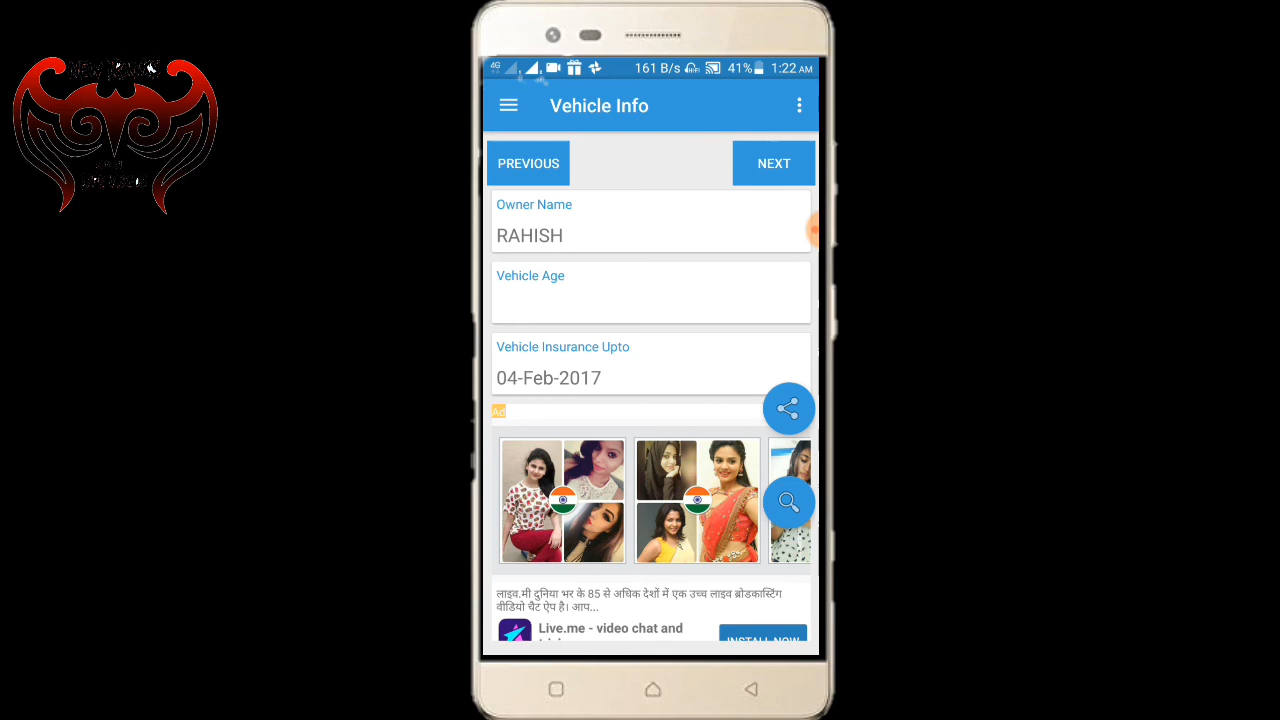 4G 161 B/s HiFi 41% 1:22 AM
Vehicle Info
PREVIOUS NEXT
Owner Name
RAHISH
Vehicle Age
Vehicle Insurance Upto
04-Feb-2017
Ad
लाइव.मी दुनिया भर के 85 से अधिक देशों में एक उच्च लाइव ब्रोडकास्टिंग
वीडियो चैट ऐप है। आप...
Live.me - video chat and
INSTALL NOW